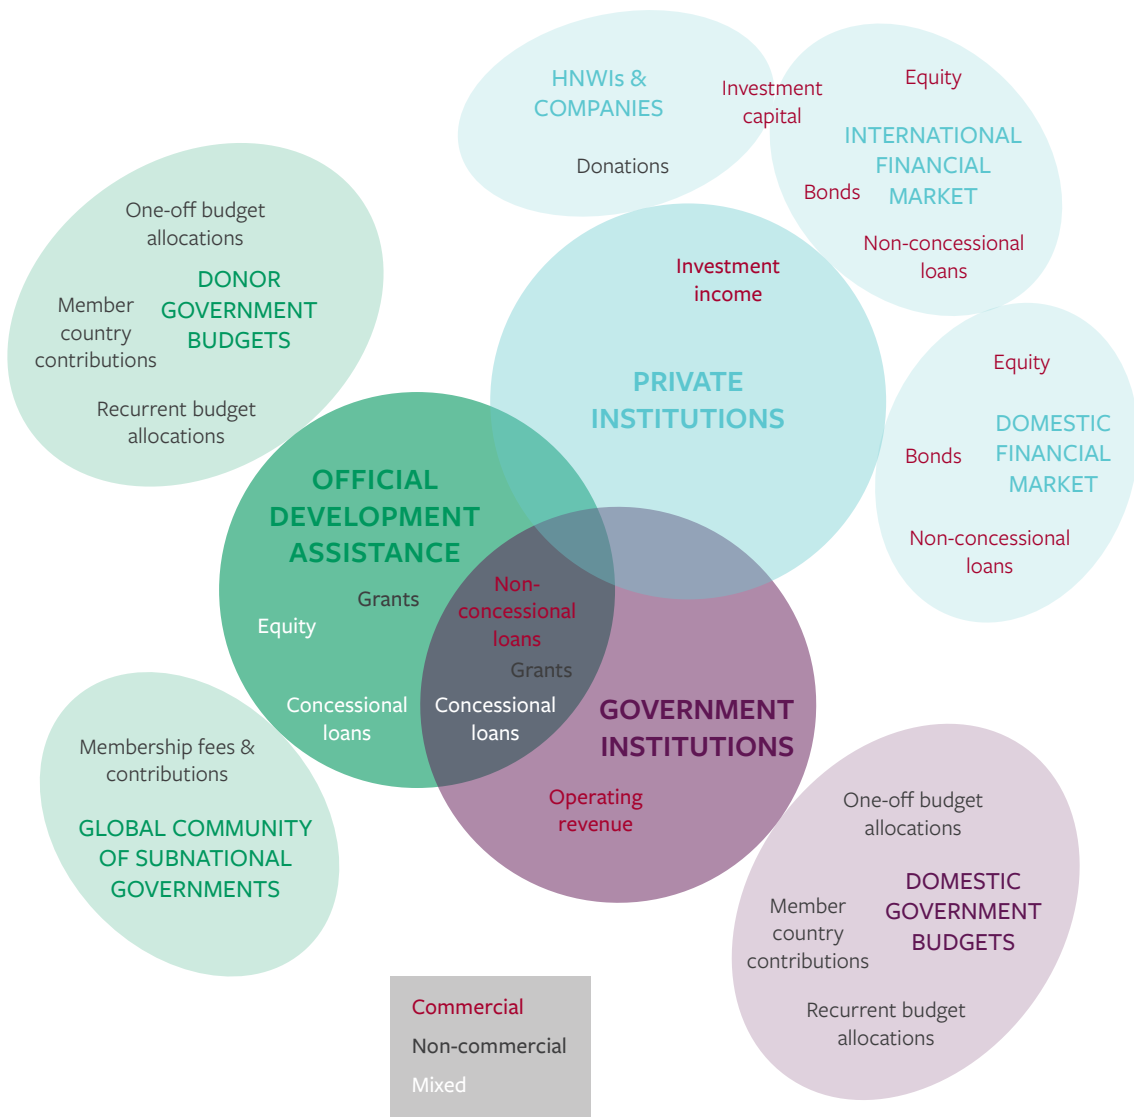 HNWIs &
COMPANIES
Donations
Investment
capital
Equity
INTERNATIONAL
FINANCIAL
MARKET
Bonds
Non-concessional
loans
One-off budget
allocations
DONOR
GOVERNMENT
BUDGETS
Member
country
contributions
Recurrent budget
allocations
Investment
income
PRIVATE
INSTITUTIONS
Equity
DOMESTIC
FINANCIAL
MARKET
Bonds
Non-concessional
loans
OFFICIAL
DEVELOPMENT
ASSISTANCE
Grants
Equity
Concessional
loans
Non-
concessional
loans
Grants
Concessional
loans
GOVERNMENT
INSTITUTIONS
Operating
revenue
Membership fees &
contributions
GLOBAL COMMUNITY
OF SUBNATIONAL
GOVERNMENTS
One-off budget
allocations
DOMESTIC
GOVERNMENT
BUDGETS
Member
country
contributions
Recurrent budget
allocations
Commercial
Non-commercial
Mixed